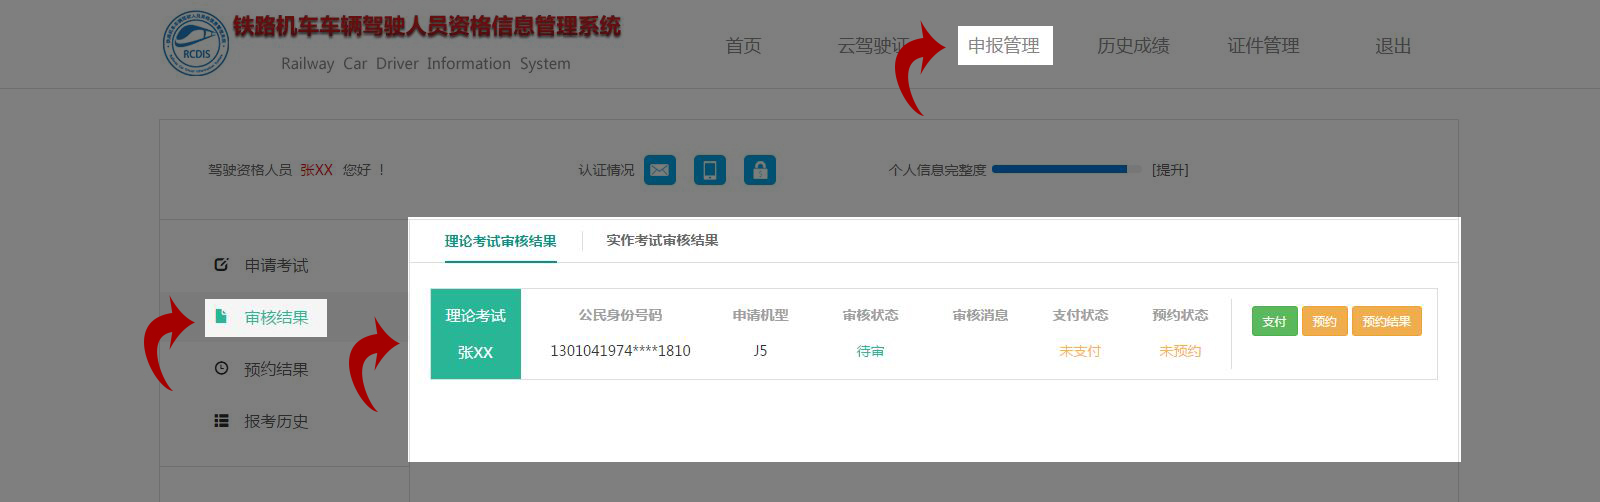 铁路机车车辆驾驶人员资格信息管理系统
Railway Car Driver Information System
RCDIS
首页 云驾驶证 申报管理 历史成绩 证件管理 退出
驾驶资格人员 张XX 您好 ！ 认证情况 个人信息完整度 [提升]
申请考试
审核结果
预约结果
报考历史
理论考试审核结果 实作考试审核结果
理论考试 公民身份号码 申请机型 审核状态 审核消息 支付状态 预约状态 支付 预约 预约结果
张XX 1301041974****1810 J5 待审 未支付 未预约